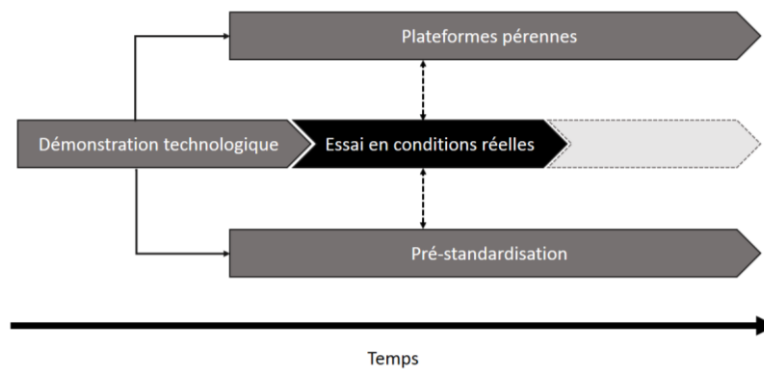 Plateformes pérennes
Démonstration technologique
Essai en conditions réelles
Pré-standardisation
Temps